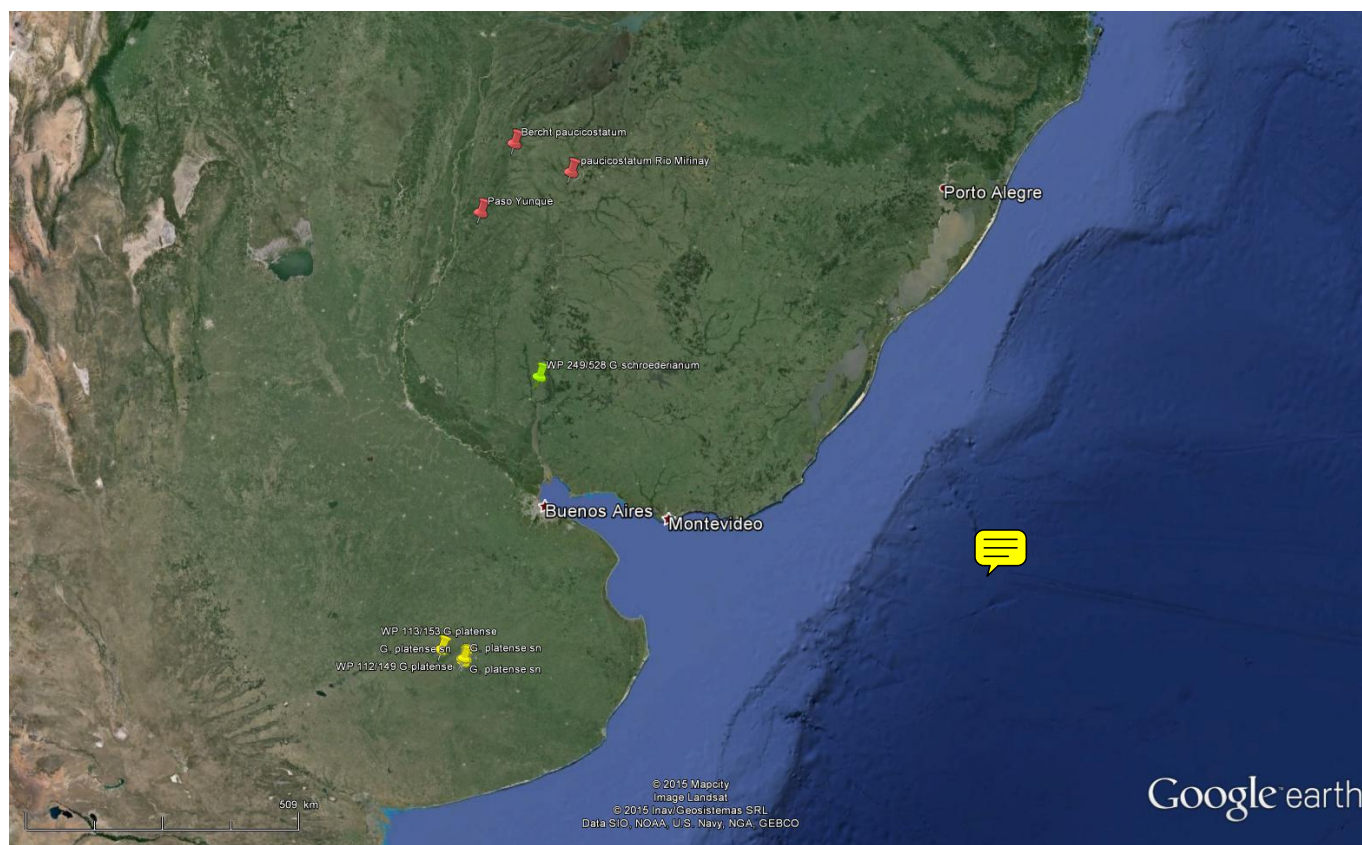 Bercht paucicostatum
paucicostatum Rio Mirinay
Paso Yunque
Porto Alegre
WP 249/528 G schroederianum
Buenos Aires
Montevideo
WP 113/153 G platense
G. platense sn
G. platense sn
WP 112/149 G platense
G. platense sn
509 km
© 2015 Mapcity
Image Landsat
© 2015 Inav/Geosistemas SRL
Data SIO, NOAA, U.S. Navy, NGA, GEBCO
Google earth